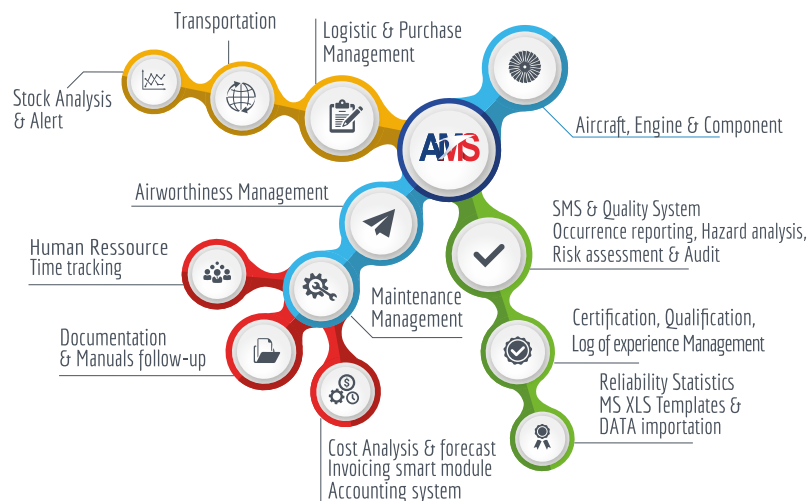 Transportation
Logistic & Purchase
Management
Stock Analysis
& Alert
AMS
Aircraft, Engine & Component
Airworthiness Management
SMS & Quality System
Occurrence reporting, Hazard analysis,
Risk assessment & Audit
Human Ressource
Time tracking
Maintenance
Management
Documentation
& Manuals follow-up
Certification, Qualification,
Log of experience Management
Reliability Statistics
MS XLS Templates &
DATA importation
$
Cost Analysis & forecast
Invoicing smart module
Accounting system